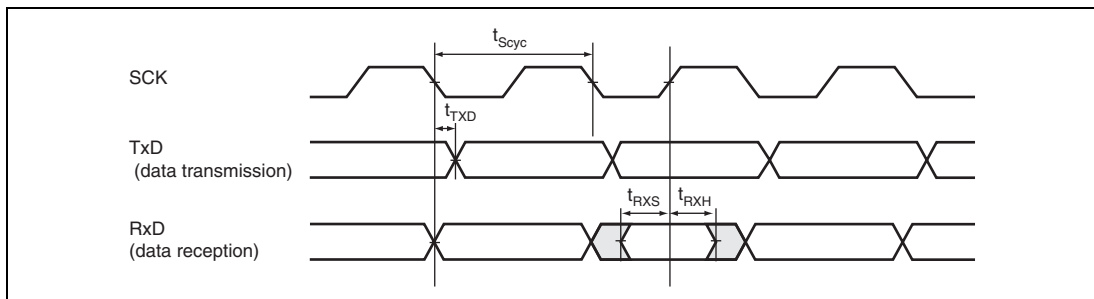 tScyc
SCK
tTXD
TxD
(data transmission)
tRXS
tRXH
RxD
(data reception)